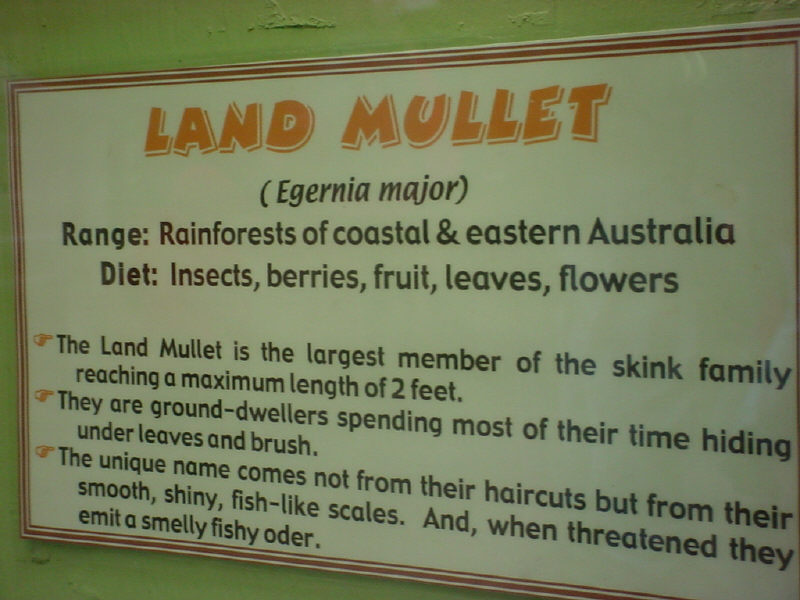 LAND MULLET
( Egernia major)
Range: Rainforests of coastal & eastern Australia
Diet: Insects, berries, fruit, leaves, flowers
The Land Mullet is the largest member of the skink family
reaching a maximum length of 2 feet.
They are ground-dwellers spending most of their time hiding
under leaves and brush.
The unique name comes not from their haircuts but from their
smooth, shiny, fish-like scales. And, when threatened they
emit a smelly fishy oder.